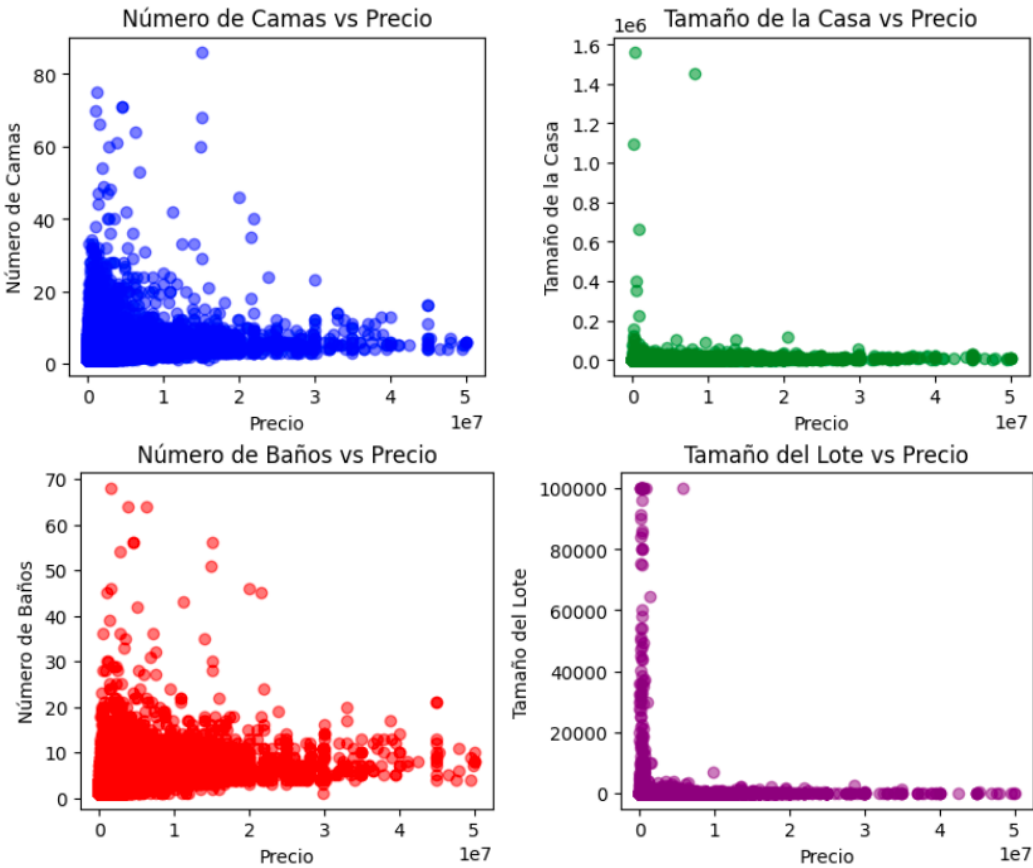 Número de Camas vs Precio
Número de Camas
80
60
40
20
0
0 1 2 3 4 5
1e7
Precio
Tamaño de la Casa vs Precio
1e6
Tamaño de la Casa
1.6
1.4
1.2
1.0
0.8
0.6
0.4
0.2
0.0
0 1 2 3 4 5
1e7
Precio
Número de Baños vs Precio
Número de Baños
70
60
50
40
30
20
10
0
0 1 2 3 4 5
1e7
Precio
Tamaño del Lote vs Precio
Tamaño del Lote
100000
80000
60000
40000
20000
0
0 1 2 3 4 5
1e7
Precio